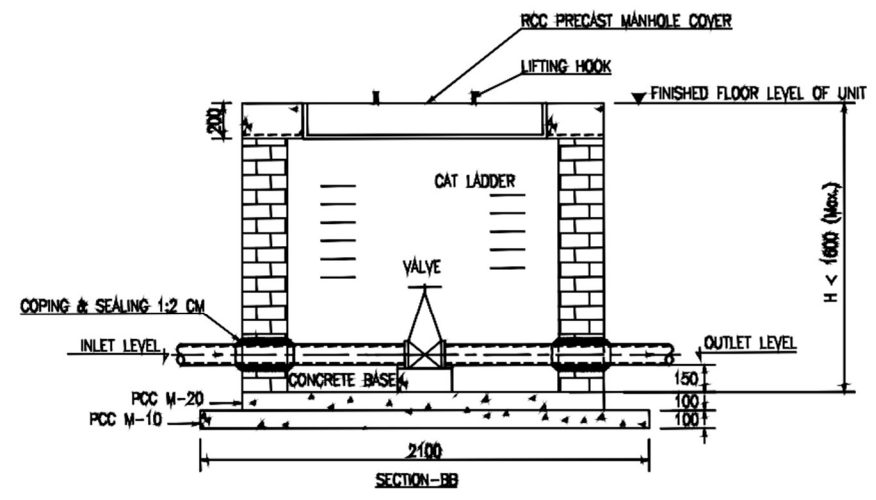 RCC PRECAST MANHOLE COVER
LIFTING HOOK
FINISHED FLOOR LEVEL OF UNIT
200
CAT LADDER
H < 1600 (Max.)
VALVE
COPING & SEALING 1:2 CM
INLET LEVEL
OUTLET LEVEL
CONCRETE BASE
150
PCC M-20
100
PCC M-10
100
2100
SECTION-BB